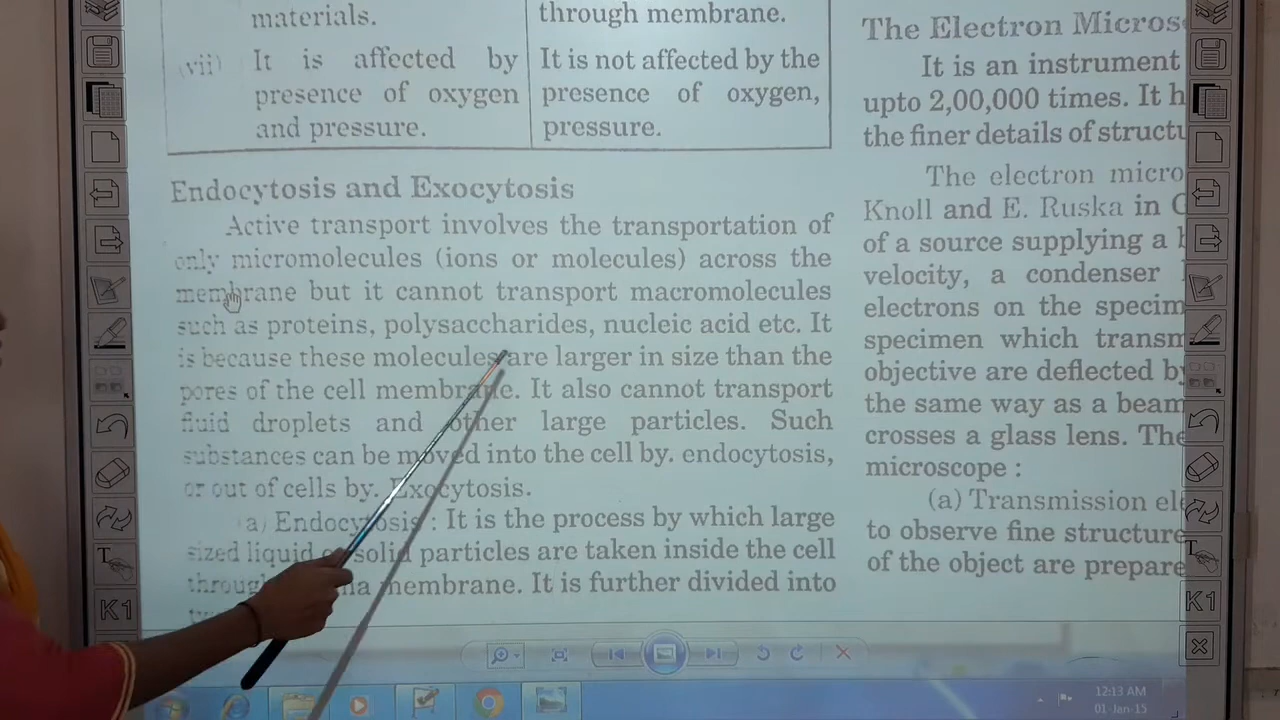 materials.
through membrane.
(vii) It is affected by
presence of oxygen
and pressure.
It is not affected by the
presence of oxygen,
pressure.
Endocytosis and Exocytosis
Active transport involves the transportation of
only micromolecules (ions or molecules) across the
membrane but it cannot transport macromolecules
such as proteins, polysaccharides, nucleic acid etc. It
is because these molecules are larger in size than the
pores of the cell membrane. It also cannot transport
fluid droplets and other large particles. Such
substances can be moved into the cell by. endocytosis,
or out of cells by. Exocytosis.
(a) Endocytosis : It is the process by which large
sized liquid or solid particles are taken inside the cell
through membrane. It is further divided into
The Electron Micros
It is an instrument
upto 2,00,000 times. It h
the finer details of structu
The electron micro
Knoll and E. Ruska in G
of a source supplying a b
velocity, a condenser
electrons on the specim
specimen which transm
objective are deflected by
the same way as a beam
crosses a glass lens. The
microscope :
(a) Transmission ele
to observe fine structure
of the object are prepare
K1
K1
12:13 AM
01-Jan-15